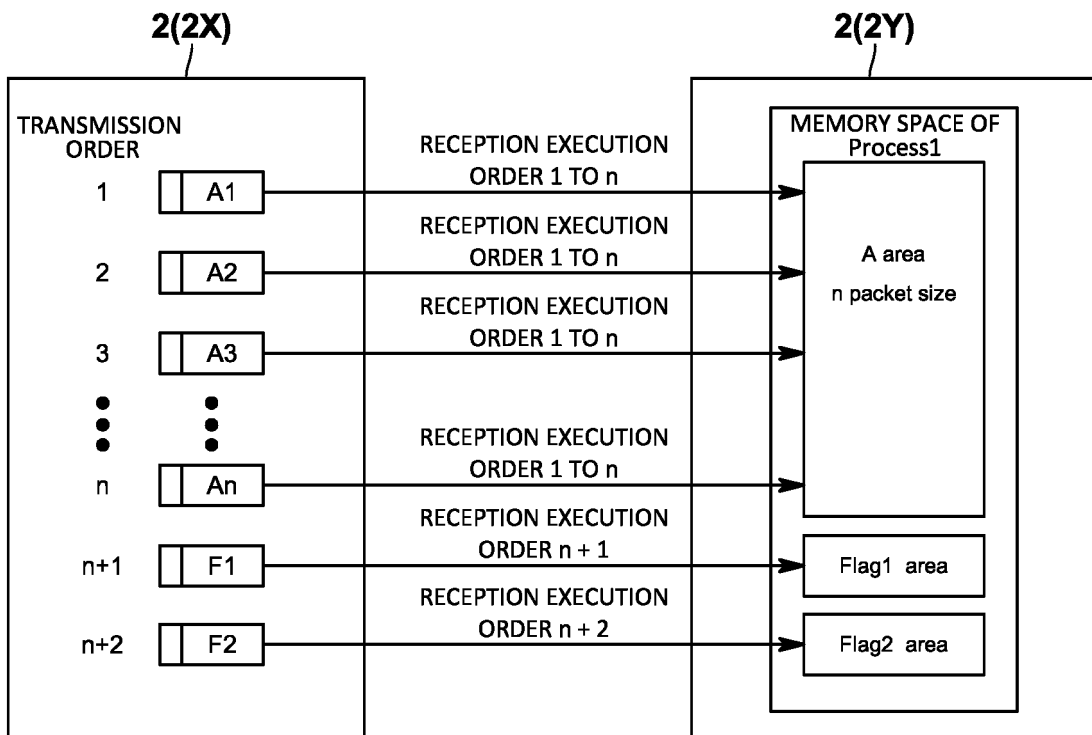 2(2X)
2(2Y)
TRANSMISSION
ORDER
MEMORY SPACE OF
Process1
RECEPTION EXECUTION
ORDER 1 TO n
1
A1
RECEPTION EXECUTION
ORDER 1 TO n
2
A2
A area
n packet size
RECEPTION EXECUTION
ORDER 1 TO n
3
A3
RECEPTION EXECUTION
ORDER 1 TO n
n
An
RECEPTION EXECUTION
ORDER n + 1
n+1
F1
Flag1 area
RECEPTION EXECUTION
ORDER n + 2
n+2
F2
Flag2 area